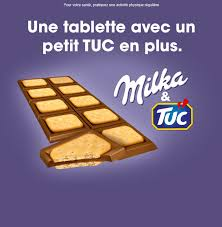 Pour votre santé, pratiquez une activité physique régulière
Une tablette avec un
petit TUC en plus.
Milka
&
TUC